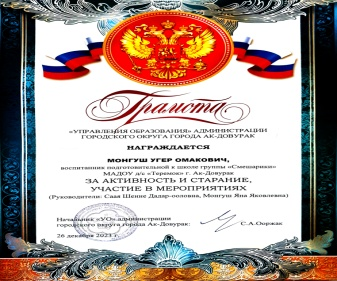 Грамота
«УПРАВЛЕНИЯ ОБРАЗОВАНИЯ» АДМИНИСТРАЦИИ
ГОРОДСКОГО ОКРУГА ГОРОДА АК-ДОВУРАК
НАГРАЖДАЕТСЯ
МОНГУШ УГЕР ОМАКОВИЧ,
воспитанник подготовительной к школе группы «Смешарики»
МАДОУ д/с «Теремок» г. Ак-Довурак
ЗА АКТИВНОСТЬ И СТАРАНИЕ,
УЧАСТИЕ В МЕРОПРИЯТИЯХ
(Руководители: Саая Шенне Дадар-ооловна, Монгуш Яна Яковлевна)
Начальник «УО» администрации
городского округа города Ак-Довурак: С.А.Ооржак
26 декабря 2023 г.